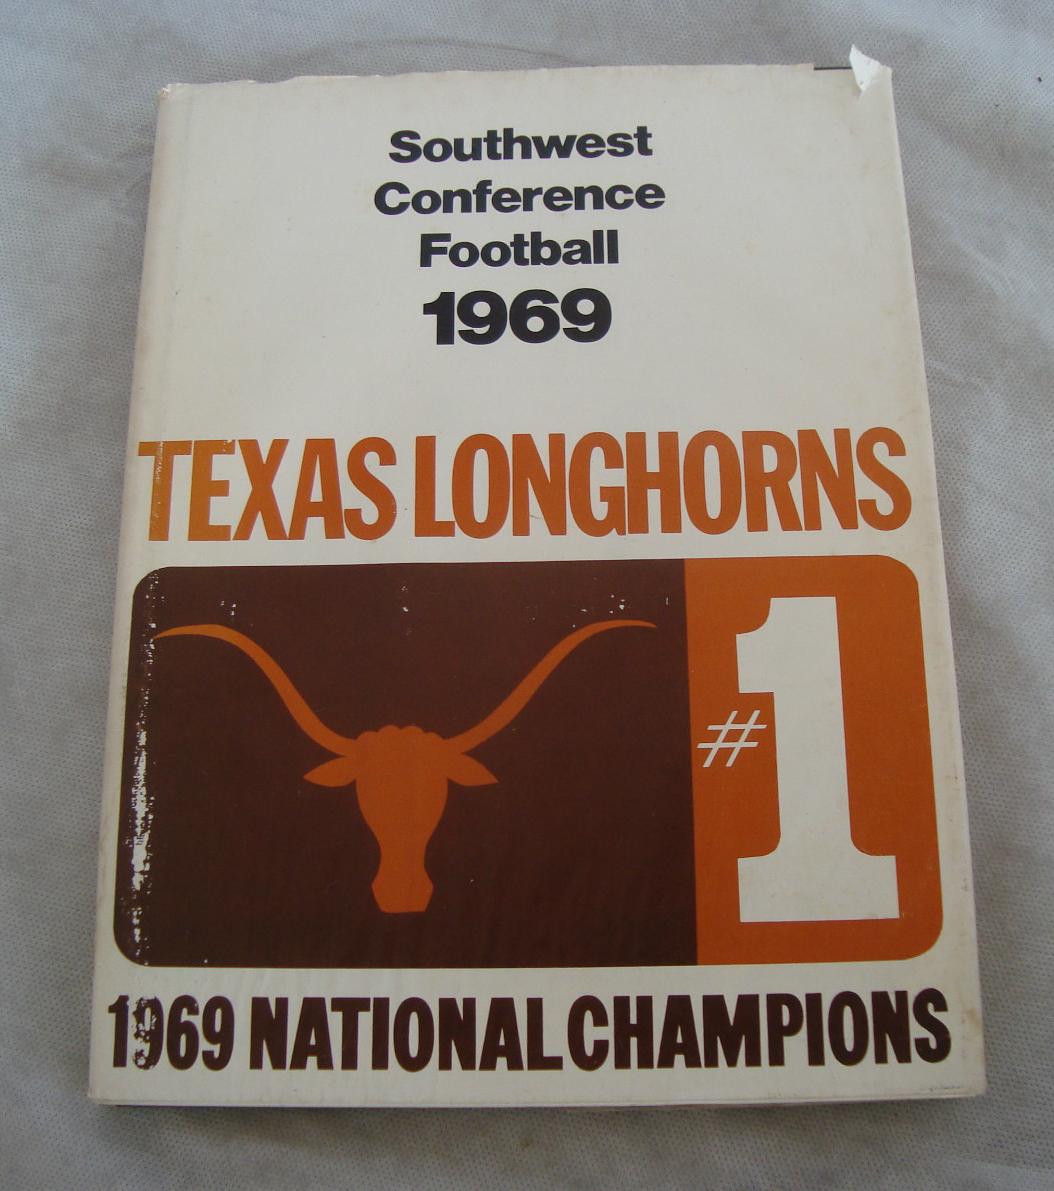 Southwest
Conference
Football
1969
TEXAS LONGHORNS
#1
1969 NATIONAL CHAMPIONS